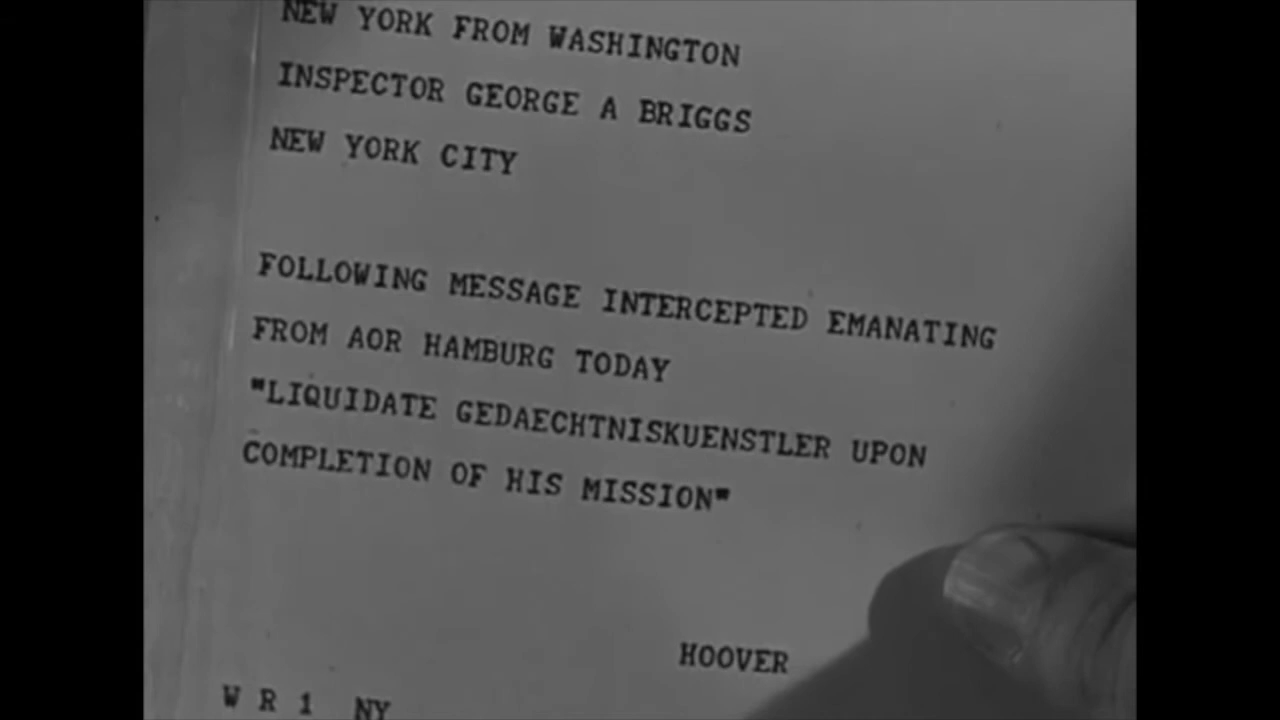 NEW YORK FROM WASHINGTON
INSPECTOR GEORGE A BRIGGS
NEW YORK CITY
FOLLOWING MESSAGE INTERCEPTED EMANATING
FROM AOR HAMBURG TODAY
"LIQUIDATE GEDAECHTNISKUENSTLER UPON
COMPLETION OF HIS MISSION"
HOOVER
W R 1 NY